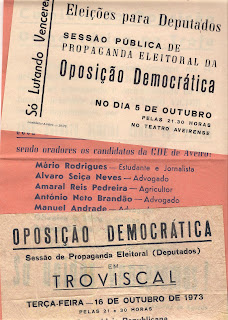 Só Lutando Vencere
Eleições para Deputados
SESSÃO PÚBLICA DE
PROPAGANDA ELEITORAL DA
Oposição Democrática
NO DIA 5 DE OUTUBRO
PELAS 21,30 HORAS
NO TEATRO AVEIRENSE
sendo oradores os candidatos da CDE de Aveiro:
Mário Rodrigues — Estudante e Jornalista
Alvaro Seiça Neves — Advogado
Amaral Reis Pedreira — Agricultor
António Neto Brandão — Advogado
Manuel Andrade —
OPOSIÇÃO DEMOCRÁTICA
Sessão de Propaganda Eleitoral (Deputados)
EM
TROVISCAL
TERÇA-FEIRA — 16 DE OUTUBRO DE 1973
PELAS 21 e 30 HORAS
Republicana